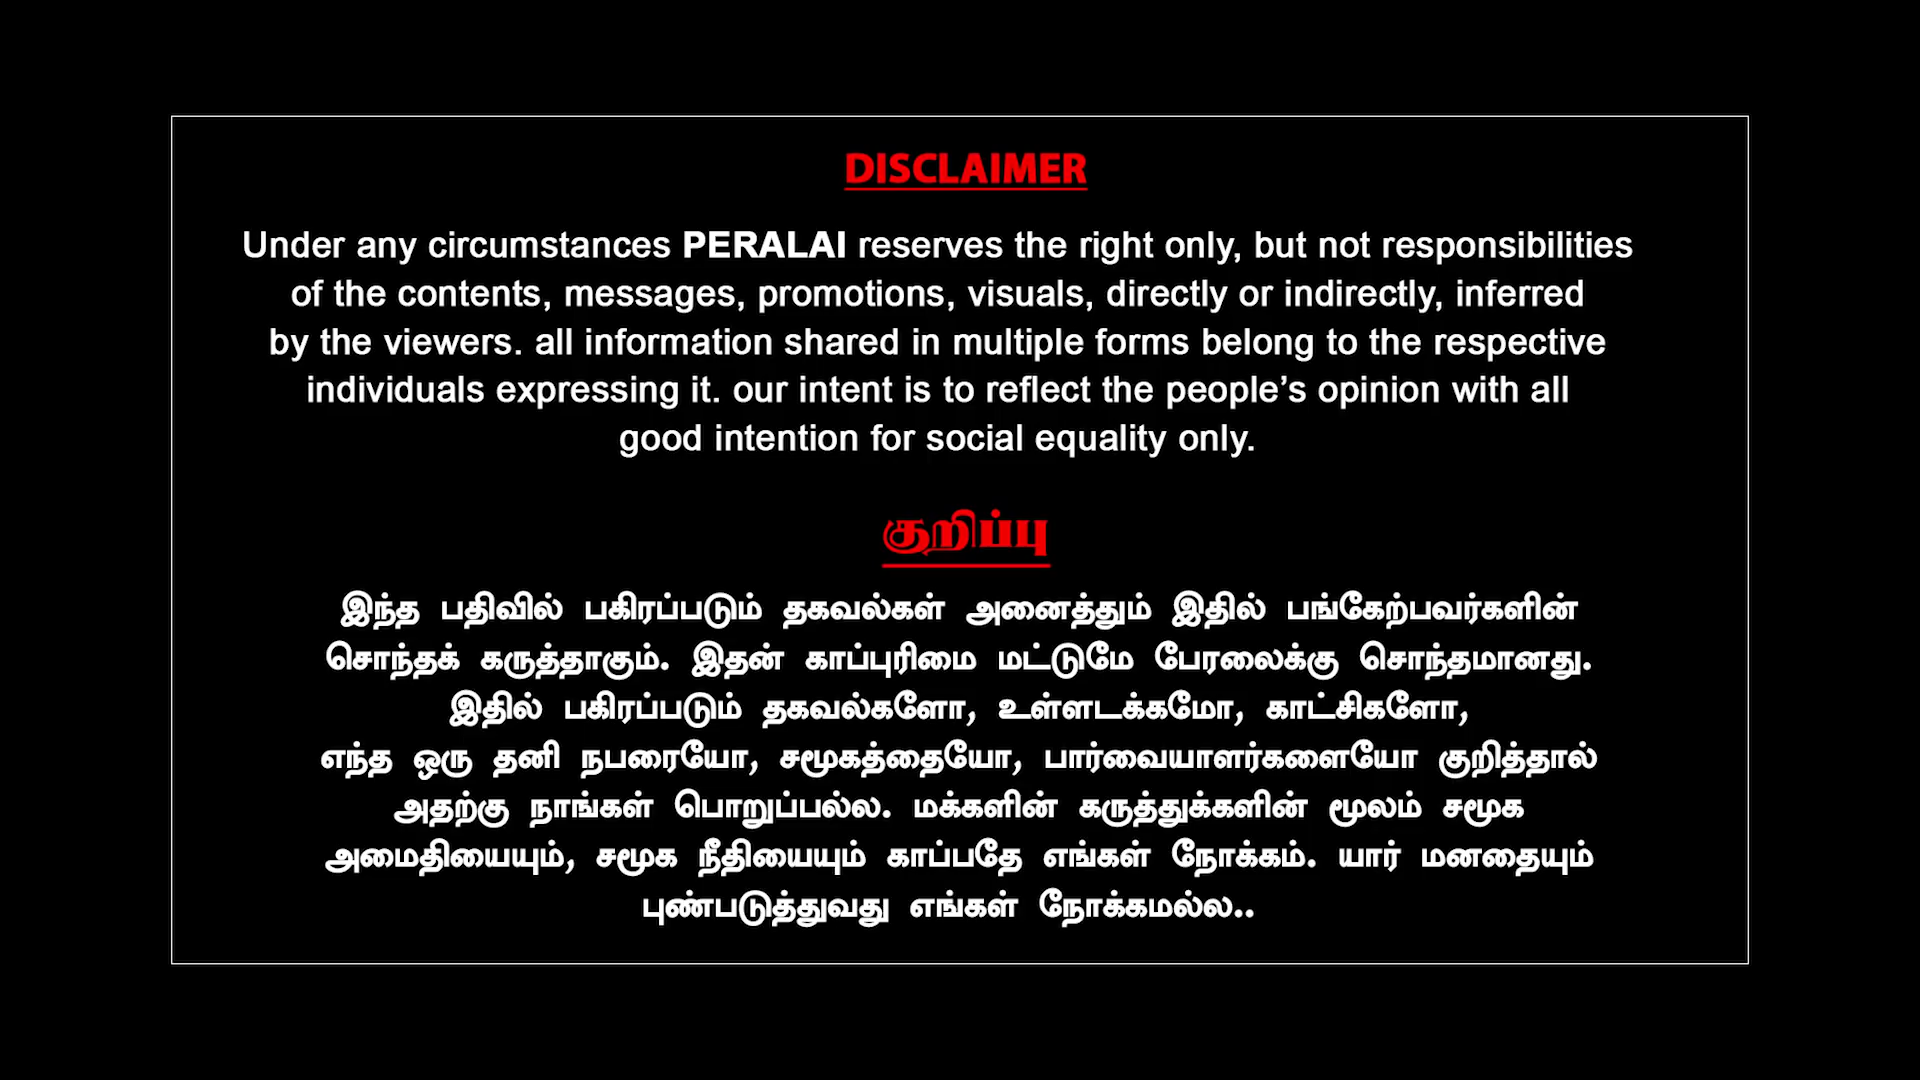 DISCLAIMER
Under any circumstances PERALAI reserves the right only, but not responsibilities
of the contents, messages, promotions, visuals, directly or indirectly, inferred
by the viewers. all information shared in multiple forms belong to the respective
individuals expressing it. our intent is to reflect the people’s opinion with all
good intention for social equality only.
குறிப்பு
இந்த பதிவில் பகிரப்படும் தகவல்கள் அனைத்தும் இதில் பங்கேற்பவர்களின்
சொந்தக் கருத்தாகும். இதன் காப்புரிமை மட்டுமே பேரலைக்கு சொந்தமானது.
இதில் பகிரப்படும் தகவல்களோ, உள்ளடக்கமோ, காட்சிகளோ,
எந்த ஒரு தனி நபரையோ, சமூகத்தையோ, பார்வையாளர்களையோ குறித்தால்
அதற்கு நாங்கள் பொறுப்பல்ல. மக்களின் கருத்துக்களின் மூலம் சமூக
அமைதியையும், சமூக நீதியையும் காப்பதே எங்கள் நோக்கம். யார் மனதையும்
புண்படுத்துவது எங்கள் நோக்கமல்ல..